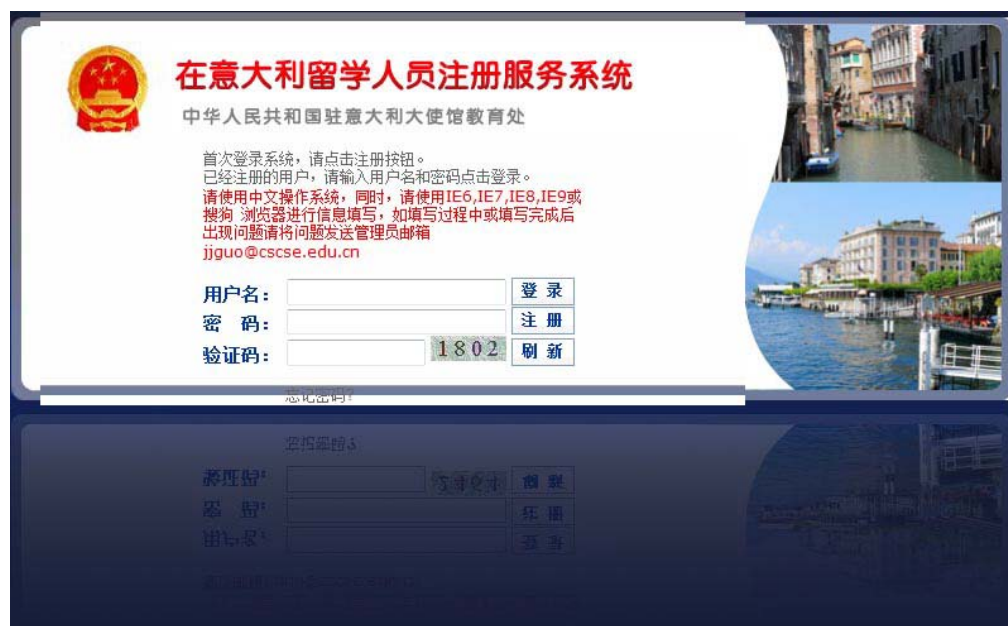 在意大利留学人员注册服务系统
中华人民共和国驻意大利大使馆教育处
首次登录系统，请点击注册按钮。
已经注册的用户，请输入用户名和密码点击登录。
请使用中文操作系统，同时，请使用IE6,IE7,IE8,IE9或
搜狗 浏览器进行信息填写，如填写过程中或填写完成后
出现问题请将问题发送管理员邮箱
jjguo@cscse.edu.cn
用户名： 登 录
密 码： 注 册
验证码： 1802 刷 新
忘记密码?